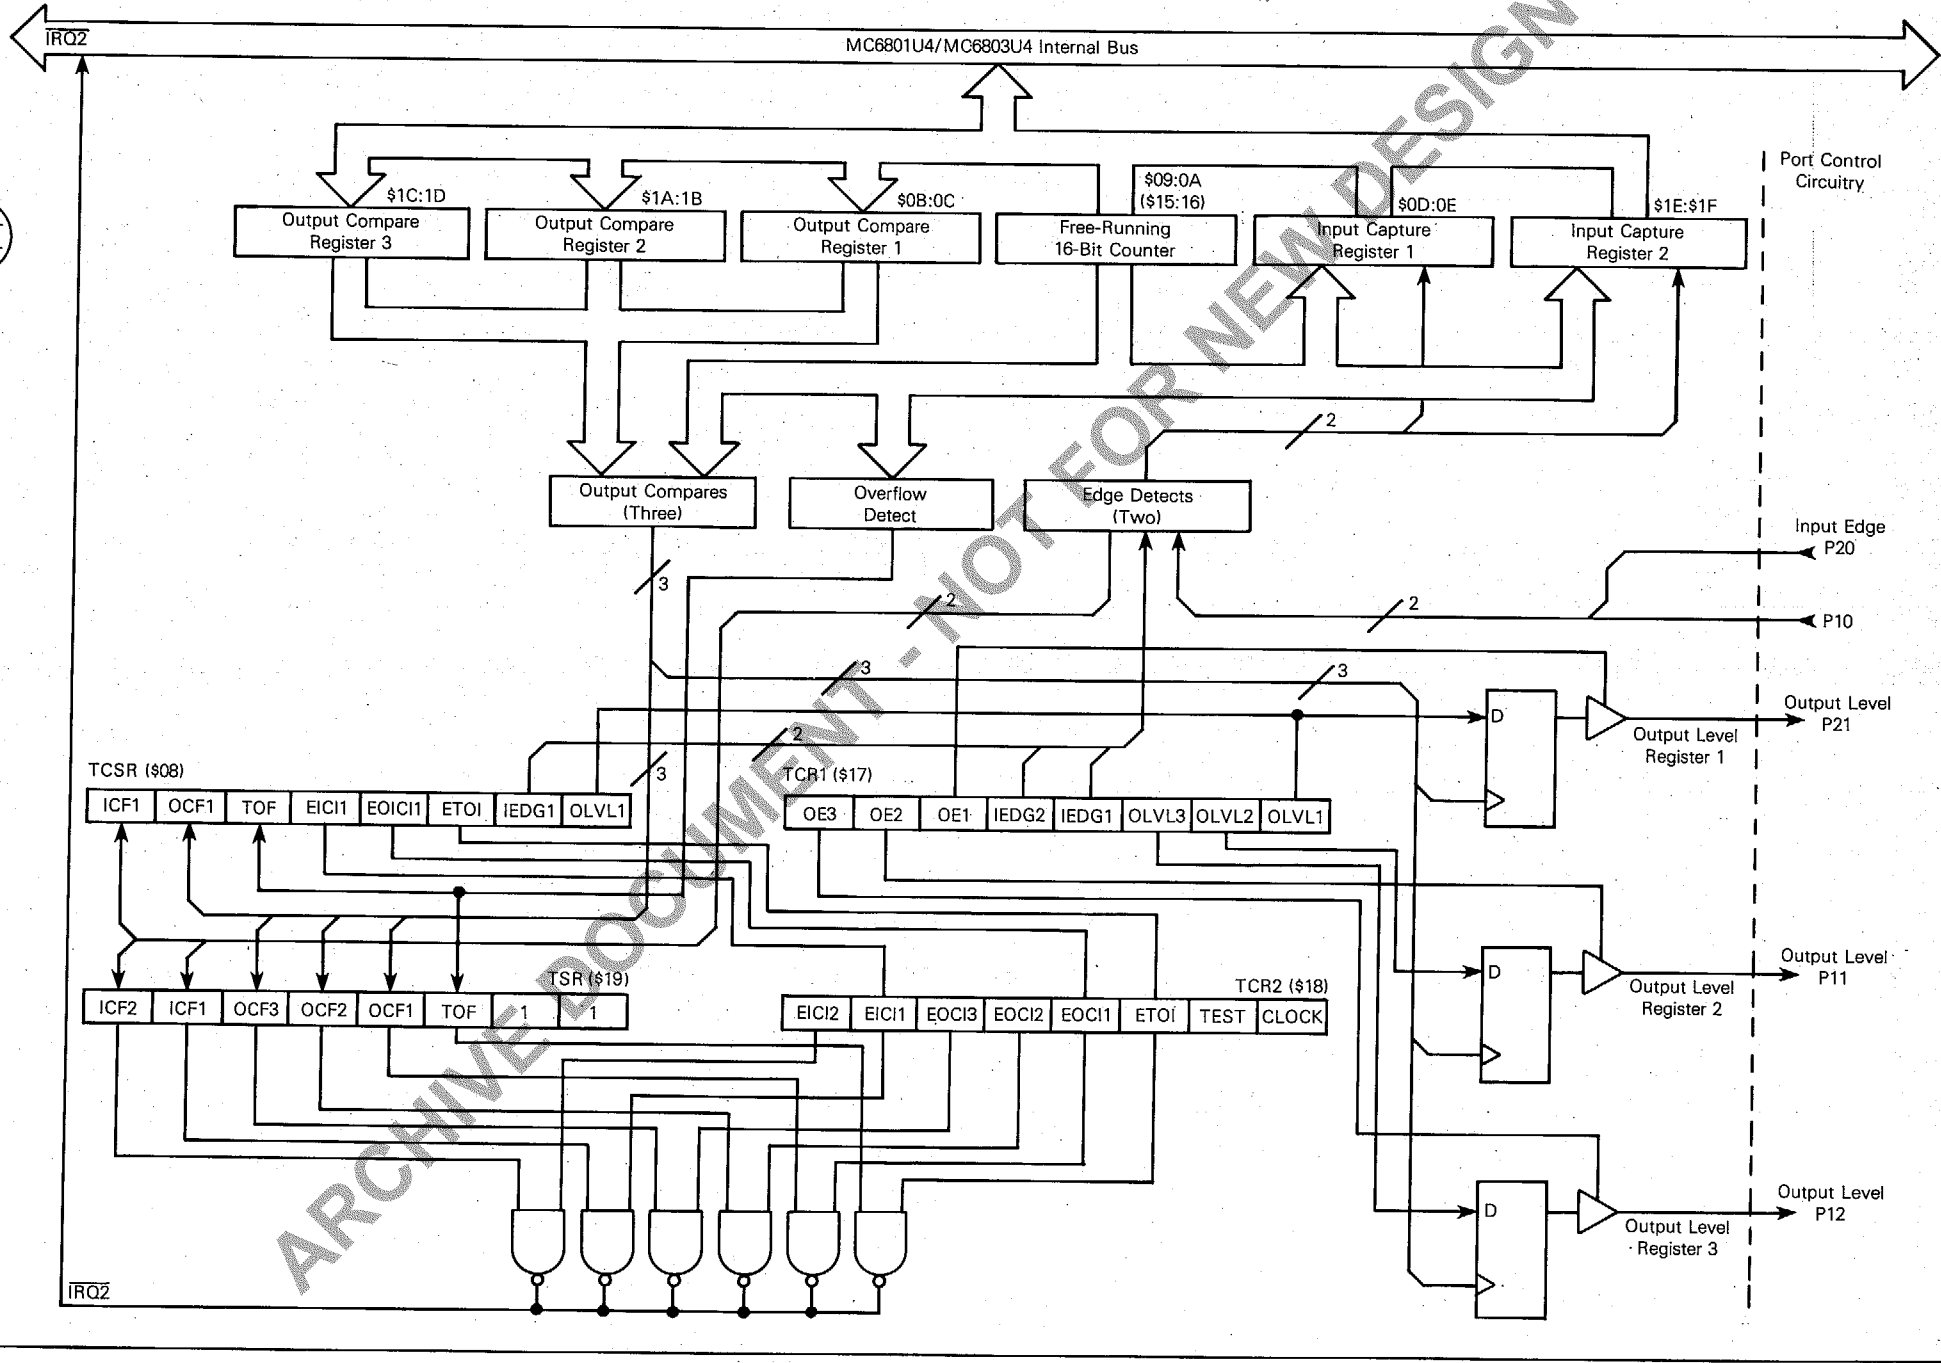 IRQ2
MC6801U4/MC6803U4 Internal Bus
Port Control
Circuitry
$1C:1D
Output Compare
Register 3
$1A:1B
Output Compare
Register 2
$0B:0C
Output Compare
Register 1
$09:0A
($15:16)
Free-Running
16-Bit Counter
$0D:0E
Input Capture
Register 1
$1E:$1F
Input Capture
Register 2
2
Output Compares
(Three)
Overflow
Detect
Edge Detects
(Two)
Input Edge
P20
3
2
2
P10
3
3
D
Output Level
P21
Output Level
Register 1
2
3
TCSR ($08)
ICF1 OCF1 TOF EICI1 EOICI1 ETOI IEDG1 OLVL1
TCR1 ($17)
OE3 OE2 OE1 IEDG2 IEDG1 OLVL3 OLVL2 OLVL1
D
Output Level
P11
Output Level
Register 2
TSR ($19)
ICF2 ICF1 OCF3 OCF2 OCF1 TOF 1 1
TCR2 ($18)
EICI2 EICI1 EOCI3 EOCI2 EOCI1 ETOI TEST CLOCK
D
Output Level
P12
Output Level
Register 3
IRQ2
ARCHIVE DOCUMENT - NOT FOR NEW DESIGN